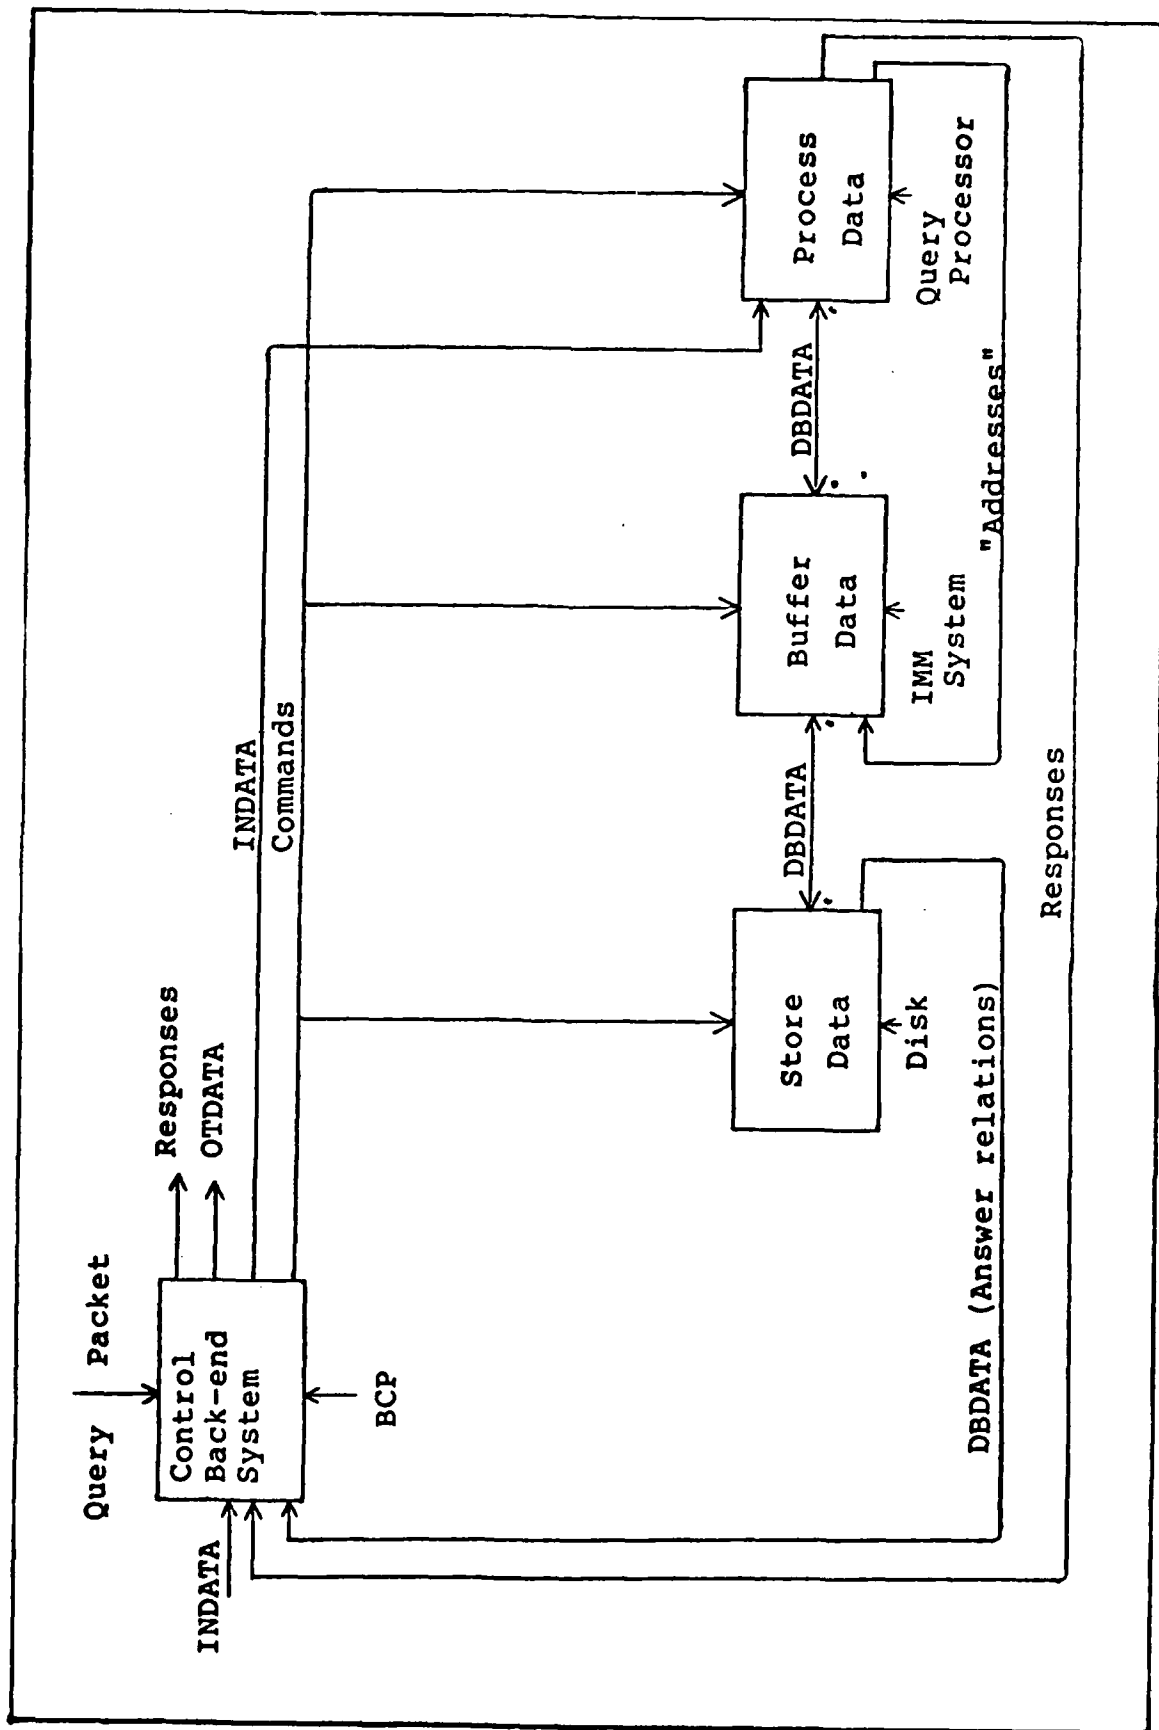 Query Packet
INDATA
Control
Back-end
System
Responses
OTDATA
BCP
INDATA
Commands
Store
Data
Disk
DBDATA
Buffer
Data
IMM
System
DBDATA
Process
Data
Query
Processor
"Addresses"
DBDATA (Answer relations)
Responses